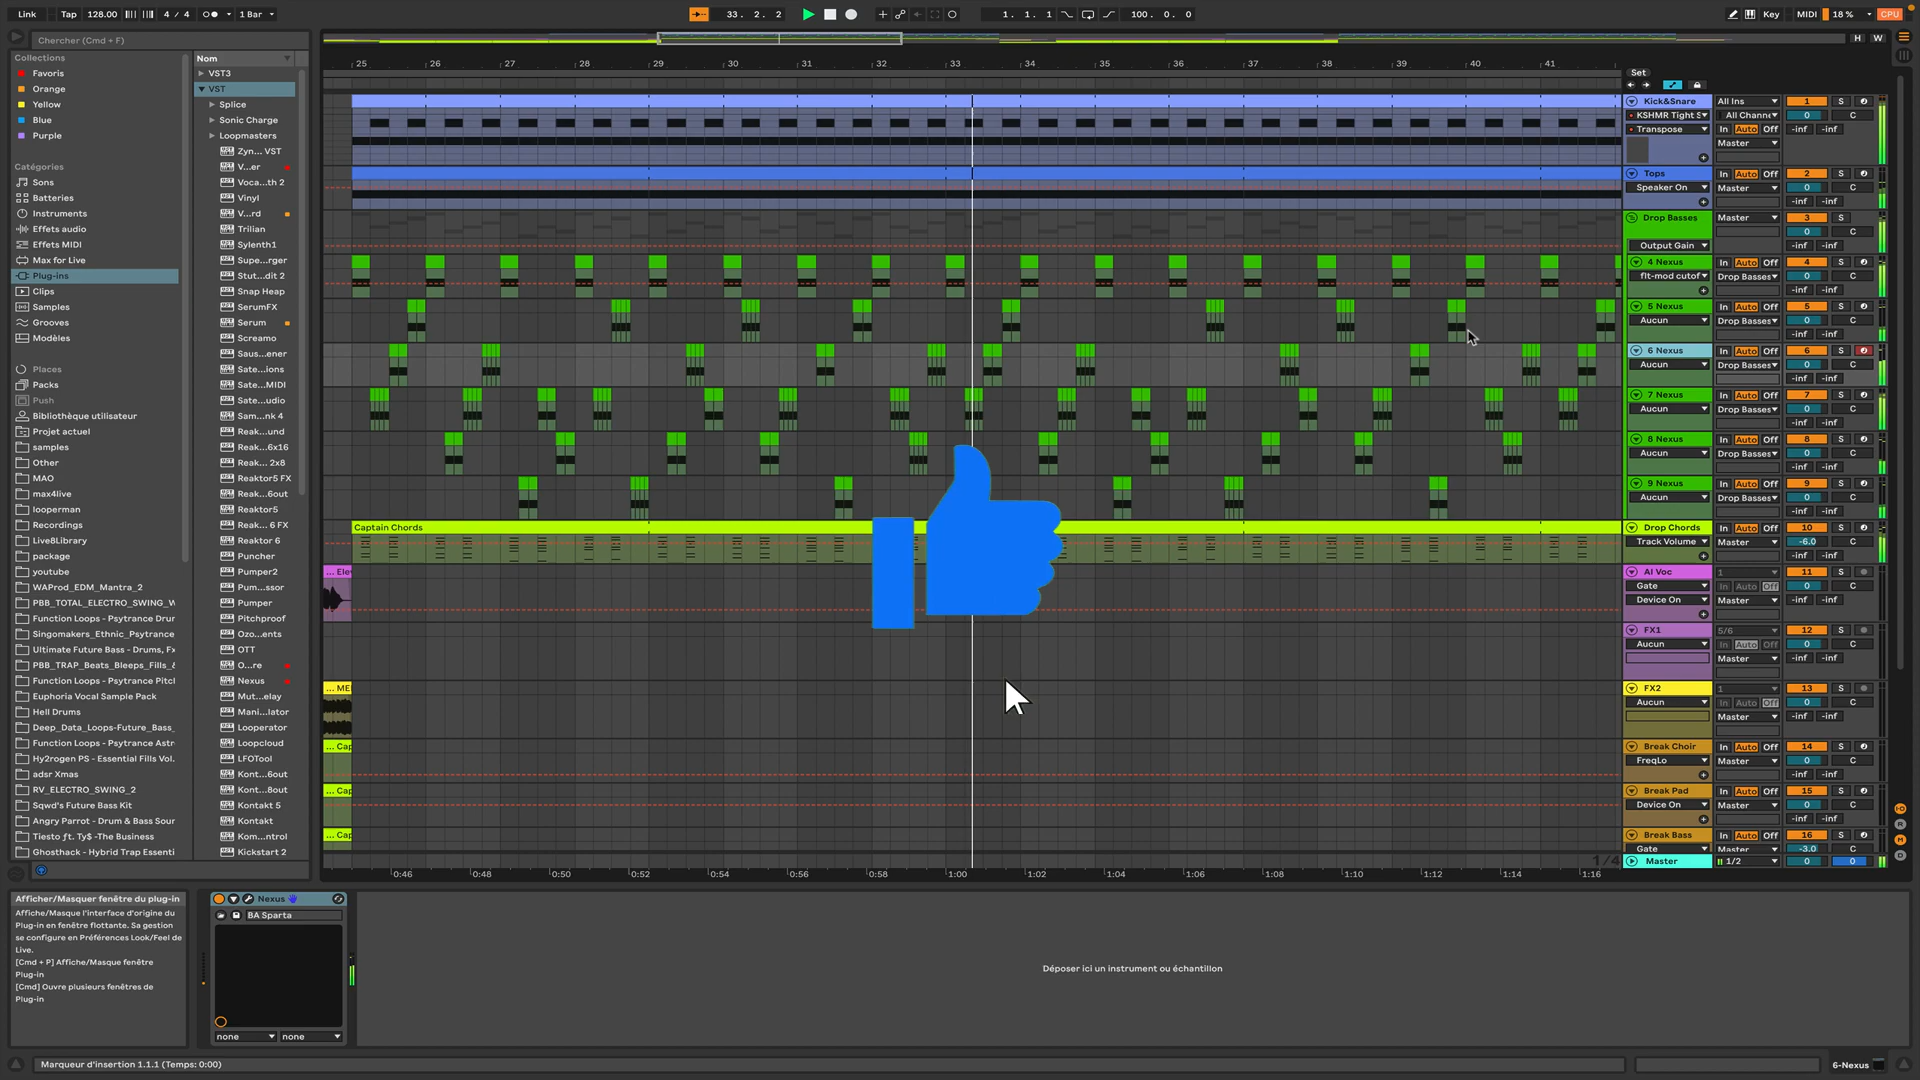 Link Tap 128.00 4 / 4 1 Bar 33. 2. 2 1. 1. 1 100. 0. 0 Key MIDI 18 % CPU
Chercher (Cmd + F)
H W
Collections
Favoris
Orange
Yellow
Blue
Purple
Catégories
Sons
Batteries
Instruments
Effets audio
Effets MIDI
Max for Live
Plug-ins
Clips
Samples
Grooves
Modèles
Places
Packs
Push
Bibliothèque utilisateur
Projet actuel
samples
Other
MAO
max4live
looperman
Recordings
Live8Library
package
youtube
WAProd_EDM_Mantra_2
PBB_TOTAL_ELECTRO_SWING_W
Function Loops - Psytrance Drur
Singomakers_Ethnic_Psytrance
Ultimate Future Bass - Drums, Fx
PBB_TRAP_Beats_Bleeps_Fills_&
Function Loops - Psytrance Pitcl
Euphoria Vocal Sample Pack
Hell Drums
Deep_Data_Loops-Future_Bass_
Function Loops - Psytrance Astr
Hy2rogen PS - Essential Fills Vol.
adsr Xmas
RV_ELECTRO_SWING_2
Sqwd's Future Bass Kit
Angry Parrot - Drum & Bass Sour
Tiesto ft. Ty$ -The Business
Ghosthack - Hybrid Trap Essenti
Nom
VST3
VST
Splice
Sonic Charge
Loopmasters
Zyn... VST
V...er
Voca...th 2
Vinyl
V...rd
Trilian
Sylenth1
Supe...rger
Stut...dit 2
Snap Heap
SerumFX
Serum
Screamo
Saus...ener
Sate...ions
Sate...MIDI
Sate...udio
Sam...nk 4
Reak...und
Reak...6x16
Reak... 2x8
Reaktor5 FX
Reak...6out
Reaktor5
Reak... 6 FX
Reaktor 6
Puncher
Pumper2
Pum...ssor
Pumper
Pitchproof
Ozo...ents
OTT
O...re
Nexus
Mut...elay
Mani...lator
Looperator
Loopcloud
LFOTool
Kont...6out
Kont...8out
Kontakt 5
Kontakt
Kom...ntrol
Kickstart 2
25 26 27 28 29 30 31 32 33 34 35 36 37 38 39 40 41
Captain Chords
... Elev
... ME
... Cap
... Cap
... Cap
1/4
0:46 0:48 0:50 0:52 0:54 0:56 0:58 1:00 1:02 1:04 1:06 1:08 1:10 1:12 1:14 1:16
Set
Kick&Snare All Ins 1 S
KSHMR Tight S All Channe 0 C
Transpose In Auto Off -inf -inf
Master
Tops In Auto Off 2 S
Speaker On Master 0 C
-inf -inf
Drop Basses Master 3 S
0 C
Output Gain -inf -inf
4 Nexus In Auto Off 4 S
flt-mod cutof Drop Basses 0 C
-inf -inf
5 Nexus In Auto Off 5 S
Aucun Drop Basses 0 C
-inf -inf
6 Nexus In Auto Off 6 S
Aucun Drop Basses 0 C
-inf -inf
7 Nexus In Auto Off 7 S
Aucun Drop Basses 0 C
-inf -inf
8 Nexus In Auto Off 8 S
Aucun Drop Basses 0 C
-inf -inf
9 Nexus In Auto Off 9 S
Aucun Drop Basses 0 C
-inf -inf
Drop Chords In Auto Off 10 S
Track Volume Master -6.0 C
-inf -inf
AI Voc 1 11 S
Gate In Auto Off 0 C
Device On Master -inf -inf
FX1 5/6 12 S
Aucun In Auto Off 0 C
Master -inf -inf
FX2 1 13 S
Aucun In Auto Off 0 C
Master -inf -inf
Break Choir In Auto Off 14 S
FreqLo Master 0 C
-inf -inf
Break Pad In Auto Off 15 S
Device On Master 0 C
-inf -inf
Break Bass In Auto Off 16 S
Gate Master -3.0 C
Master 1/2 0 0
Afficher/Masquer fenêtre du plug-in
Affiche/Masque l'interface d'origine du
Plug-in en fenêtre flottante. Sa gestion
se configure en Préférences Look/Feel de
Live.
[Cmd + P] Affiche/Masque fenêtre
Plug-in
[Cmd] Ouvre plusieurs fenêtres de
Plug-in
Nexus
BA Sparta
none none
Déposer ici un instrument ou échantillon
Marqueur d'insertion 1.1.1 (Temps: 0:00)
6-Nexus